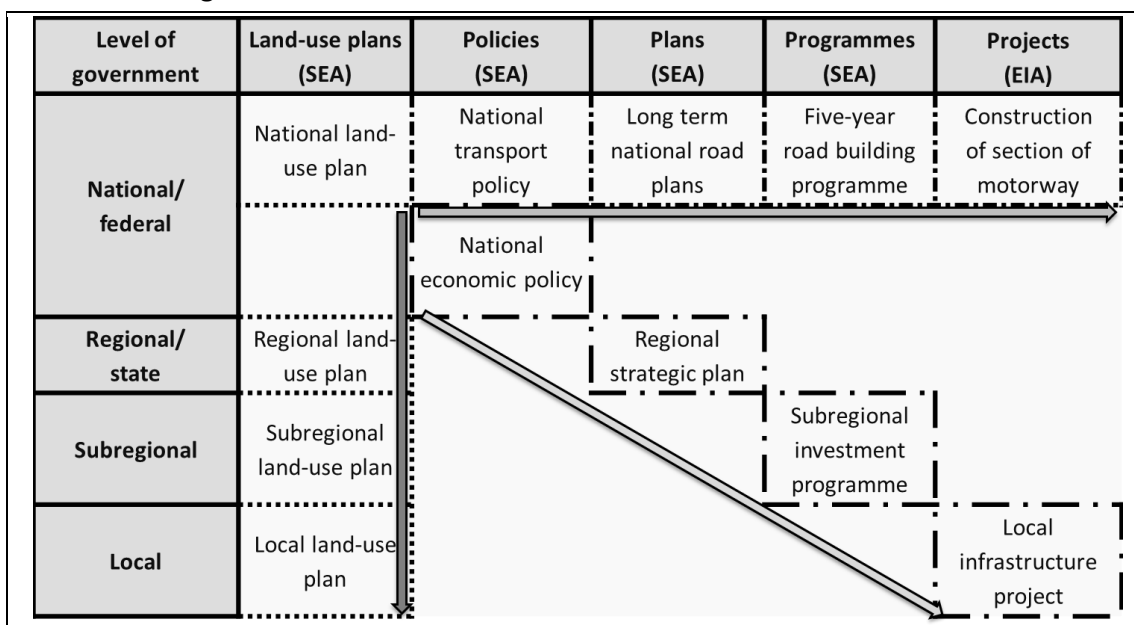 Level of
government
Land-use plans
(SEA)
Policies
(SEA)
Plans
(SEA)
Programmes
(SEA)
Projects
(EIA)
National/
federal
National land-
use plan
National
transport
policy
Long term
national road
plans
Five-year
road building
programme
Construction
of section of
motorway
National
economic policy
Regional/
state
Regional land-
use plan
Regional
strategic plan
Subregional
Subregional
land-use plan
Subregional
investment
programme
Local
Local land-use
plan
Local
infrastructure
project